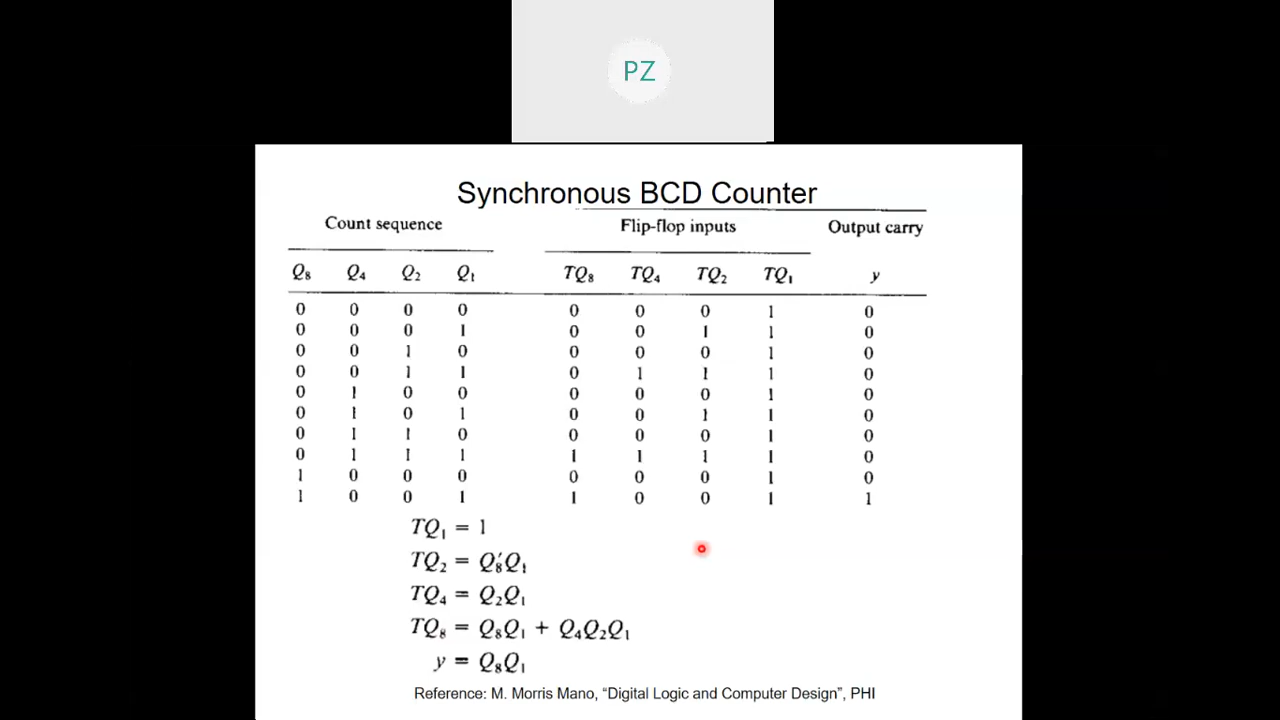 PZ
Synchronous BCD Counter
Count sequence Flip-flop inputs Output carry
Q₈ Q₄ Q₂ Q₁ TQ₈ TQ₄ TQ₂ TQ₁ y
0 0 0 0 0 0 0 1 0
0 0 0 1 0 0 1 1 0
0 0 1 0 0 0 0 1 0
0 0 1 1 0 1 1 1 0
0 1 0 0 0 0 0 1 0
0 1 0 1 0 0 1 1 0
0 1 1 0 0 0 0 1 0
0 1 1 1 1 1 1 1 0
1 0 0 0 0 0 0 1 0
1 0 0 1 1 0 0 1 1
TQ₁ = 1
TQ₂ = Q₈′Q₁
TQ₄ = Q₂Q₁
TQ₈ = Q₈Q₁ + Q₄Q₂Q₁
y = Q₈Q₁
Reference: M. Morris Mano, “Digital Logic and Computer Design”, PHI